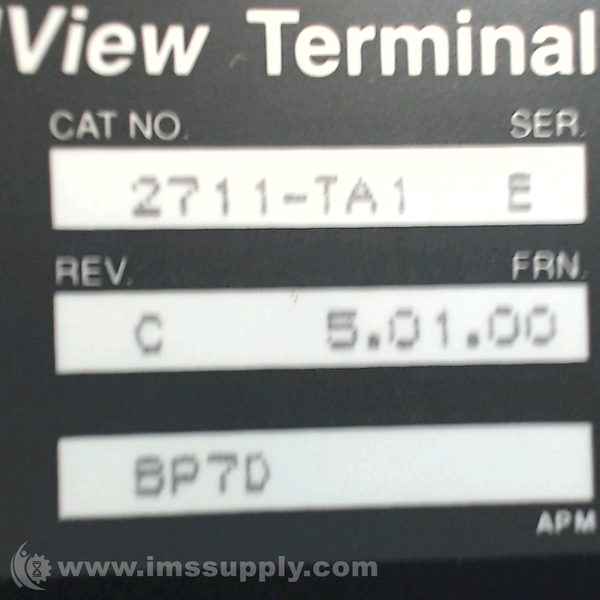 View Terminal
CAT NO. SER.
2711-TA1 E
REV. FRN.
C 5.01.00
BP7D
APM
www.imssupply.com